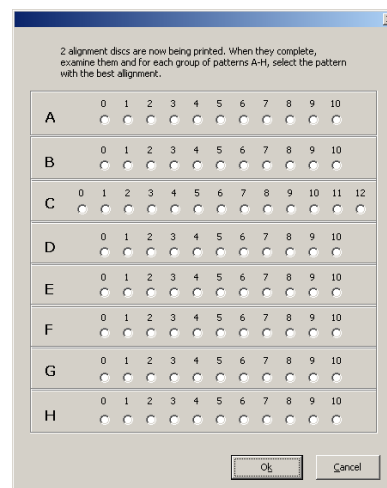 2 alignment discs are now being printed. When they complete,
examine them and for each group of patterns A-H, select the pattern
with the best allignment.
0 1 2 3 4 5 6 7 8 9 10
A
0 1 2 3 4 5 6 7 8 9 10
B
0 1 2 3 4 5 6 7 8 9 10 11 12
C
0 1 2 3 4 5 6 7 8 9 10
D
0 1 2 3 4 5 6 7 8 9 10
E
0 1 2 3 4 5 6 7 8 9 10
F
0 1 2 3 4 5 6 7 8 9 10
G
0 1 2 3 4 5 6 7 8 9 10
H
Ok Cancel